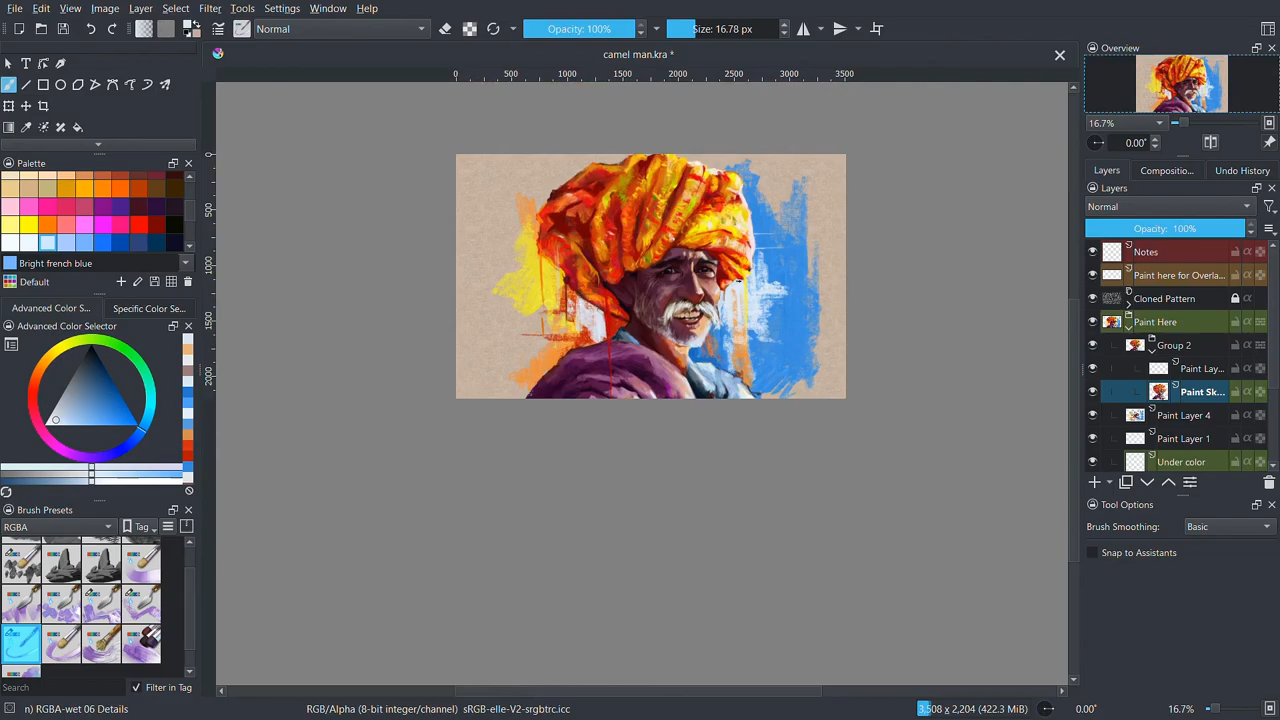 File Edit View Image Layer Select Filter Tools Settings Window Help
Normal Opacity: 100% Size: 16.78 px
camel man.kra *
0 500 1000 1500 2000 2500 3000 3500
0
500
1000
1500
2000
Palette
Bright french blue
Default
Advanced Color S... Specific Color Se...
Advanced Color Selector
Brush Presets
RGBA Tag
Search Filter in Tag
n) RGBA-wet 06 Details RGB/Alpha (8-bit integer/channel) sRGB-elle-V2-srgbtrc.icc 3,508 x 2,204 (422.3 MiB) 0.00° 16.7%
Overview
16.7%
0.00°
Layers Compositio... Undo History
Layers
Normal
Opacity: 100%
Notes
Paint here for Overla...
Cloned Pattern
Paint Here
Group 2
Paint Lay...
Paint Sk...
Paint Layer 4
Paint Layer 1
Under color
Tool Options
Brush Smoothing: Basic
Snap to Assistants